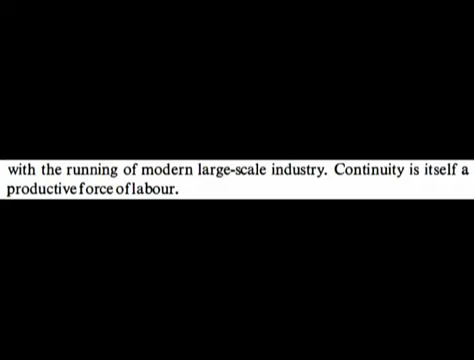 with the running of modern large-scale industry. Continuity is itself a
productive force of labour.